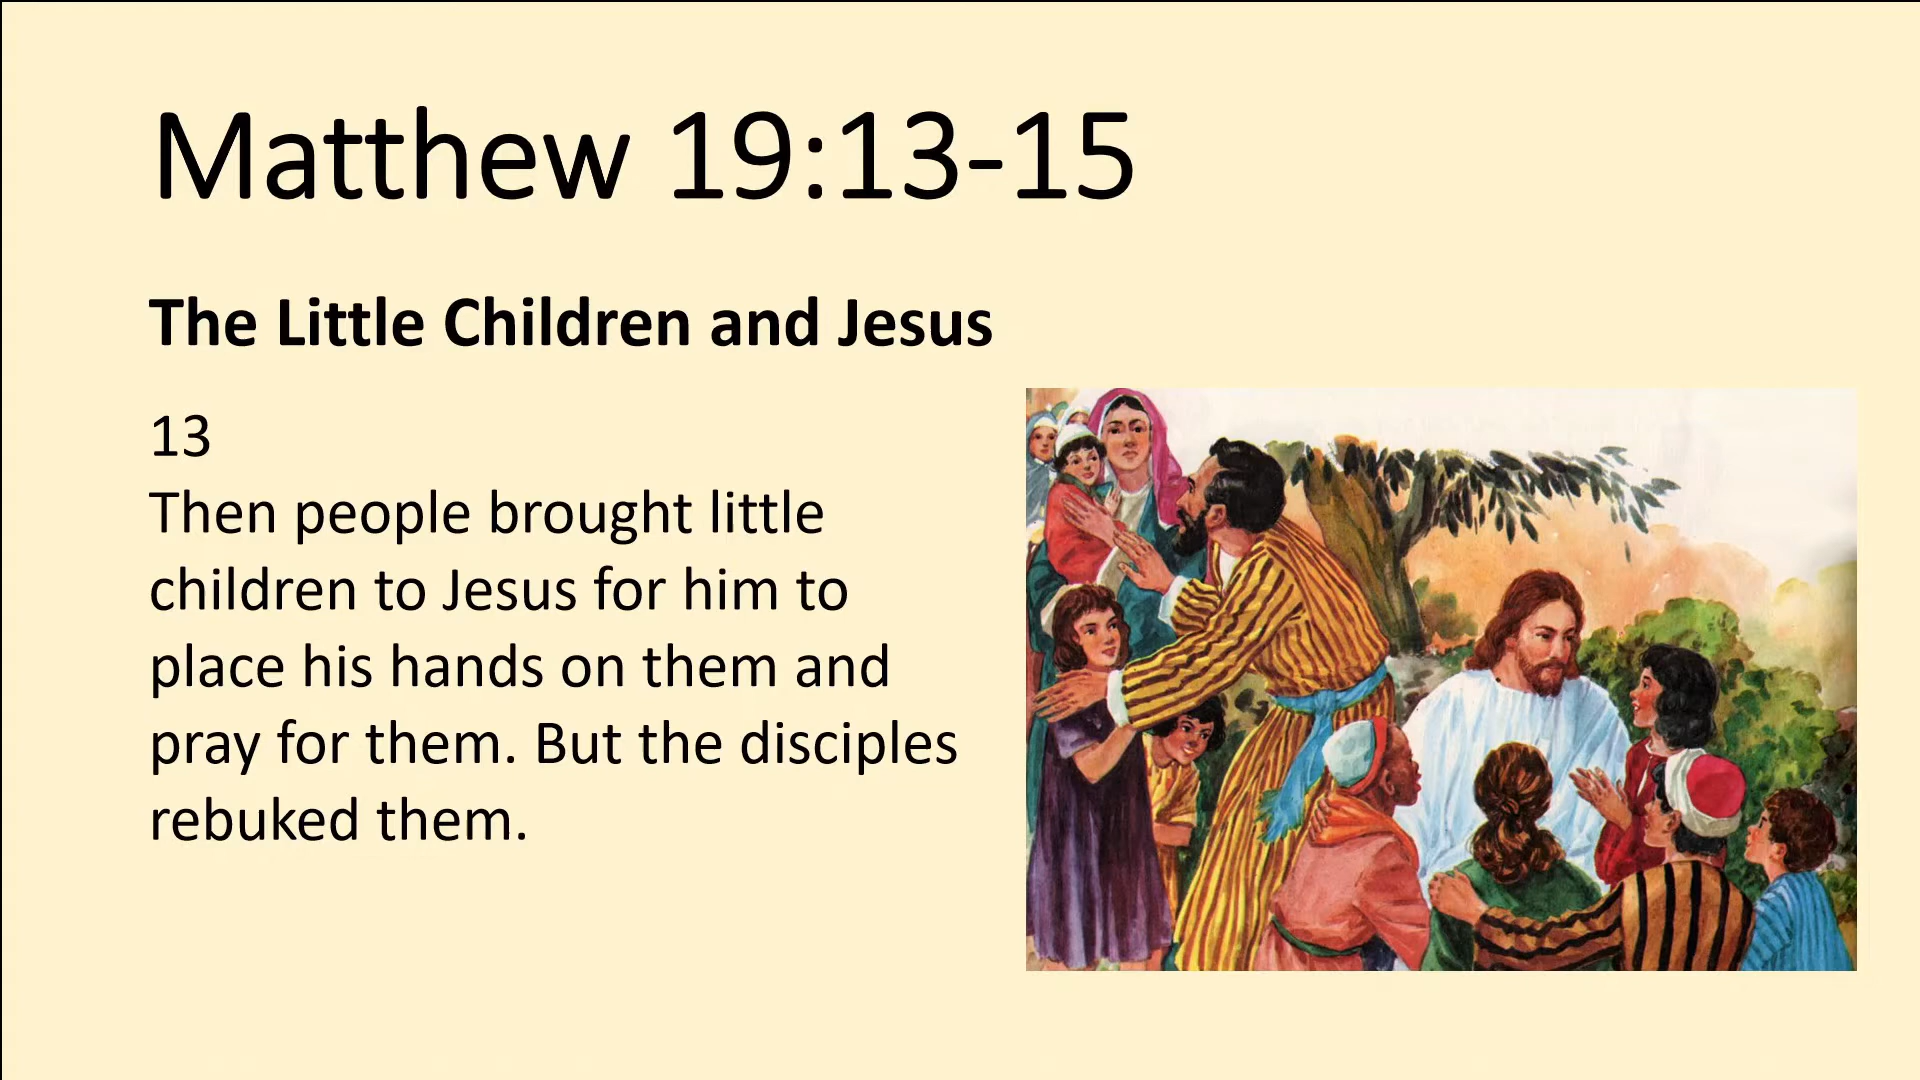 Matthew 19:13-15
The Little Children and Jesus
13
Then people brought little
children to Jesus for him to
place his hands on them and
pray for them. But the disciples
rebuked them.